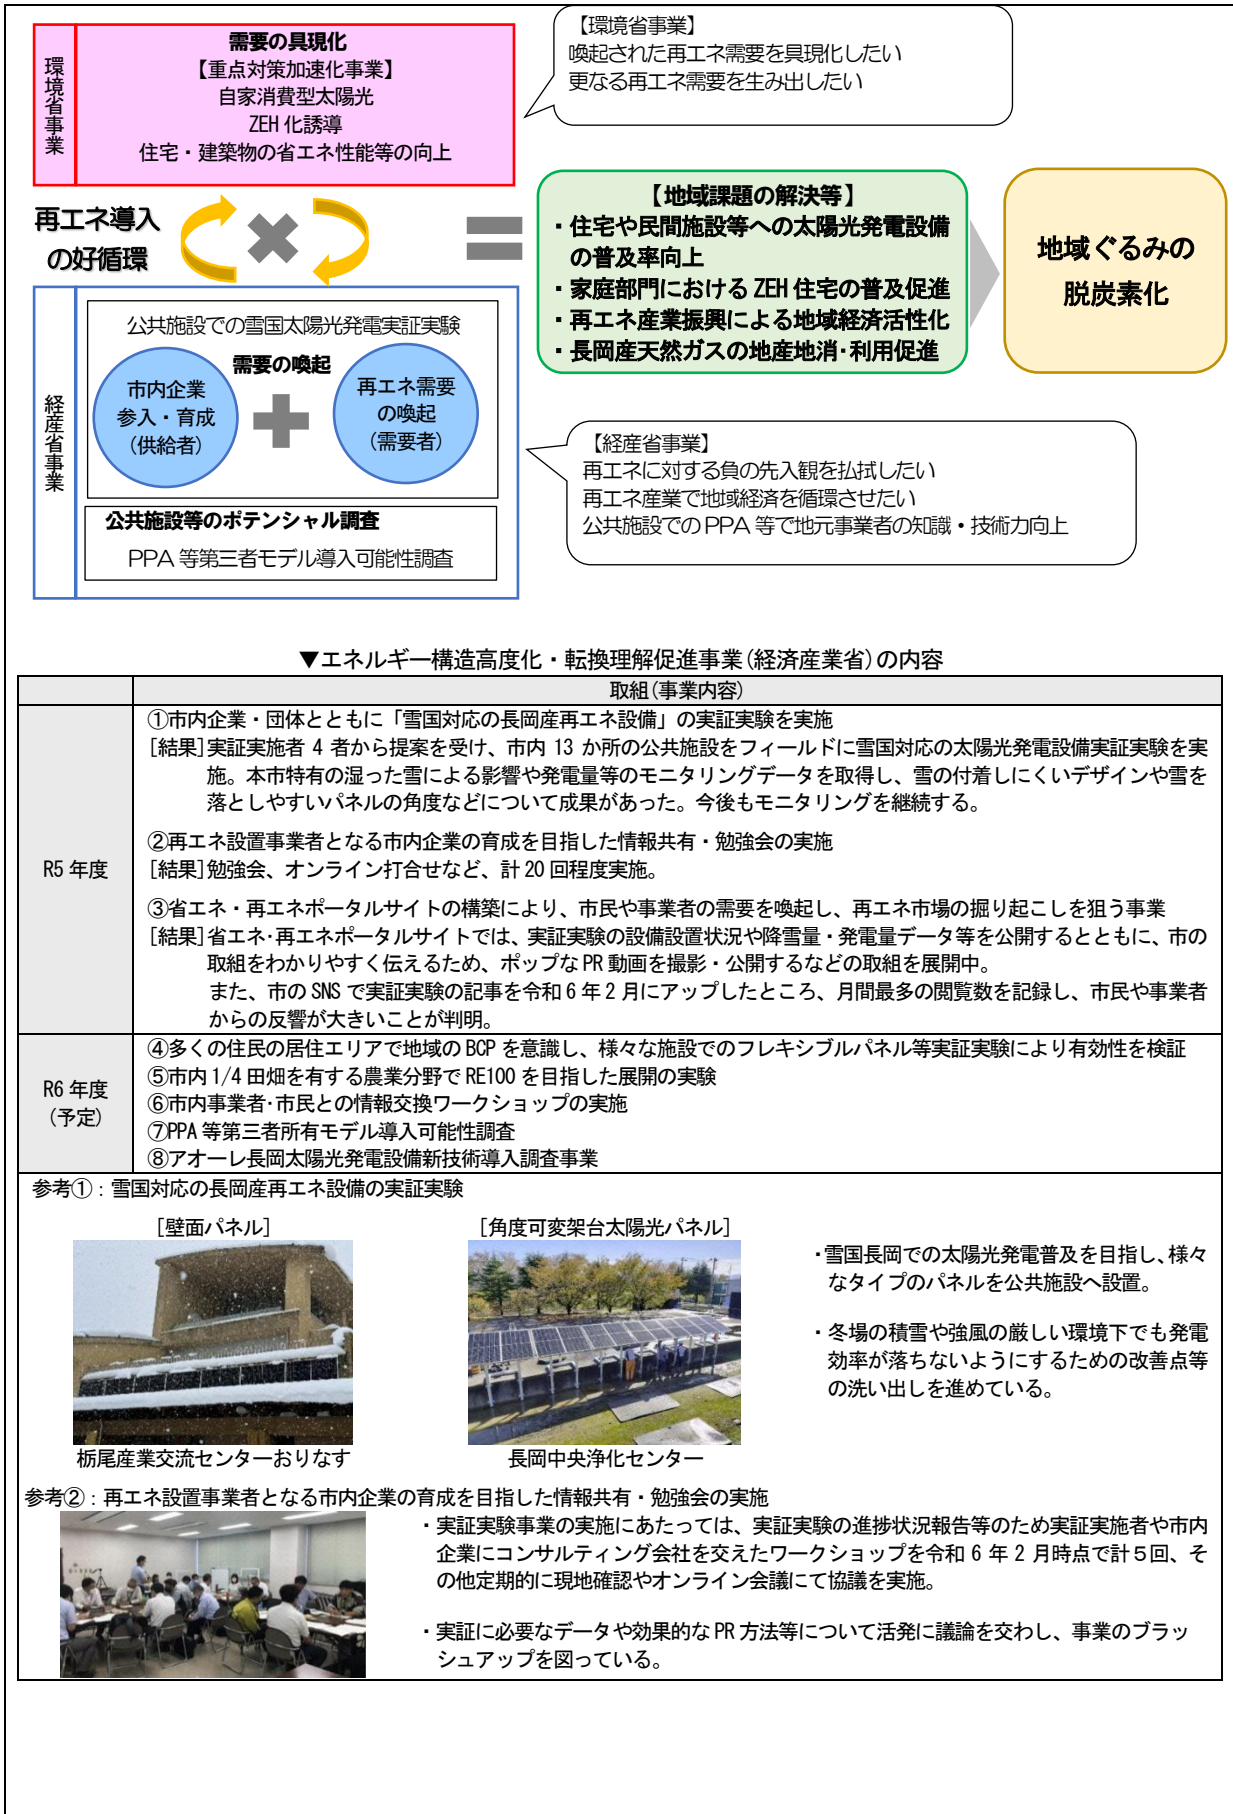 環境省事業
需要の具現化
【重点対策加速化事業】
自家消費型太陽光
ZEH 化誘導
住宅・建築物の省エネ性能等の向上
【環境省事業】
喚起された再エネ需要を具現化したい
更なる再エネ需要を生み出したい
再エネ導入
の好循環
【地域課題の解決等】
・住宅や民間施設等への太陽光発電設備
の普及率向上
・家庭部門における ZEH 住宅の普及促進
・再エネ産業振興による地域経済活性化
・長岡産天然ガスの地産地消・利用促進
地域ぐるみの
脱炭素化
経産省事業
公共施設での雪国太陽光発電実証実験
需要の喚起
市内企業
参入・育成
(供給者)
再エネ需要
の喚起
(需要者)
公共施設等のポテンシャル調査
PPA 等第三者モデル導入可能性調査
【経産省事業】
再エネに対する負の先入観を払拭したい
再エネ産業で地域経済を循環させたい
公共施設での PPA 等で地元事業者の知識・技術力向上
▼エネルギー構造高度化・転換理解促進事業(経済産業省)の内容
取組(事業内容)
R5 年度
①市内企業・団体とともに「雪国対応の長岡産再エネ設備」の実証実験を実施
[結果]実証実施者 4 者から提案を受け、市内 13 か所の公共施設をフィールドに雪国対応の太陽光発電設備実証実験を実
施。本市特有の湿った雪による影響や発電量等のモニタリングデータを取得し、雪の付着しにくいデザインや雪を
落としやすいパネルの角度などについて成果があった。今後もモニタリングを継続する。
②再エネ設置事業者となる市内企業の育成を目指した情報共有・勉強会の実施
[結果]勉強会、オンライン打合せなど、計 20 回程度実施。
③省エネ・再エネポータルサイトの構築により、市民や事業者の需要を喚起し、再エネ市場の掘り起こしを狙う事業
[結果]省エネ・再エネポータルサイトでは、実証実験の設備設置状況や降雪量・発電量データ等を公開するとともに、市の
取組をわかりやすく伝えるため、ポップな PR 動画を撮影・公開するなどの取組を展開中。
また、市の SNS で実証実験の記事を令和 6 年 2 月にアップしたところ、月間最多の閲覧数を記録し、市民や事業者
からの反響が大きいことが判明。
R6 年度
(予定)
④多くの住民の居住エリアで地域の BCP を意識し、様々な施設でのフレキシブルパネル等実証実験により有効性を検証
⑤市内 1/4 田畑を有する農業分野で RE100 を目指した展開の実験
⑥市内事業者・市民との情報交換ワークショップの実施
⑦PPA 等第三者所有モデル導入可能性調査
⑧アオーレ長岡太陽光発電設備新技術導入調査事業
参考①：雪国対応の長岡産再エネ設備の実証実験
[壁面パネル]
[角度可変架台太陽光パネル]
栃尾産業交流センターおりなす
長岡中央浄化センター
・雪国長岡での太陽光発電普及を目指し、様々
なタイプのパネルを公共施設へ設置。
・冬場の積雪や強風の厳しい環境下でも発電
効率が落ちないようにするための改善点等
の洗い出しを進めている。
参考②：再エネ設置事業者となる市内企業の育成を目指した情報共有・勉強会の実施
・実証実験事業の実施にあたっては、実証実験の進捗状況報告等のため実証実施者や市内
企業にコンサルティング会社を交えたワークショップを令和 6 年 2 月時点で計５回、そ
の他定期的に現地確認やオンライン会議にて協議を実施。
・実証に必要なデータや効果的な PR 方法等について活発に議論を交わし、事業のブラッ
シュアップを図っている。